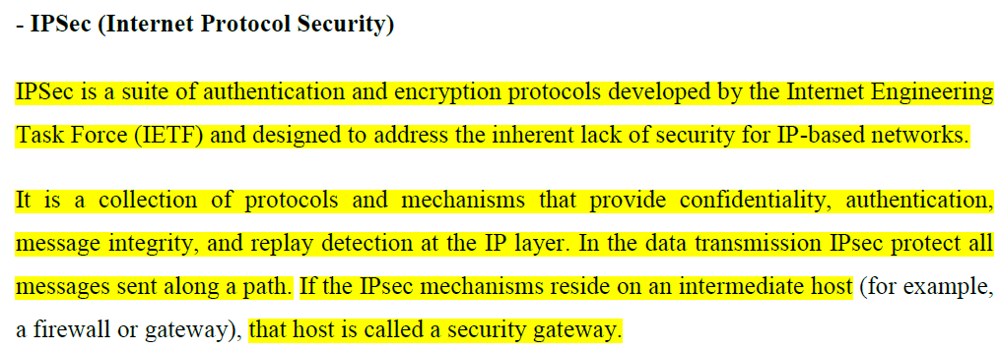 - IPSec (Internet Protocol Security)
IPSec is a suite of authentication and encryption protocols developed by the Internet Engineering
Task Force (IETF) and designed to address the inherent lack of security for IP-based networks.
It is a collection of protocols and mechanisms that provide confidentiality, authentication,
message integrity, and replay detection at the IP layer. In the data transmission IPsec protect all
messages sent along a path. If the IPsec mechanisms reside on an intermediate host (for example,
a firewall or gateway), that host is called a security gateway.